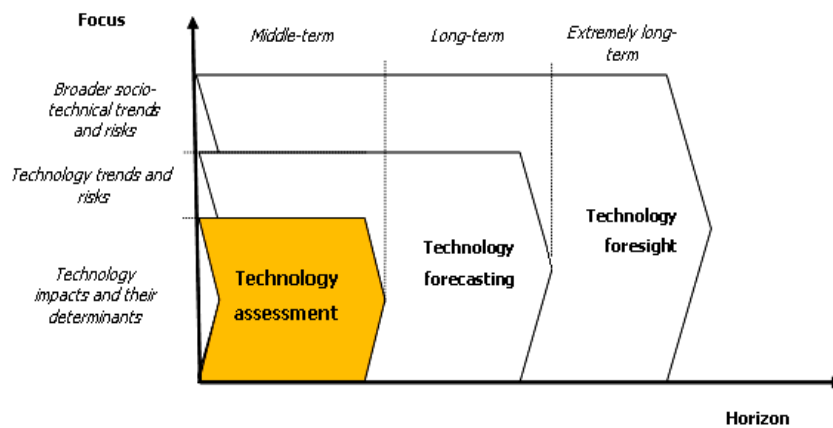 Focus
Middle-term
Long-term
Extremely long-
term
Broader socio-
technical trends
and risks
Technology trends and
risks
Technology
impacts and their
determinants
Technology
assessment
Technology
forecasting
Technology
foresight
Horizon